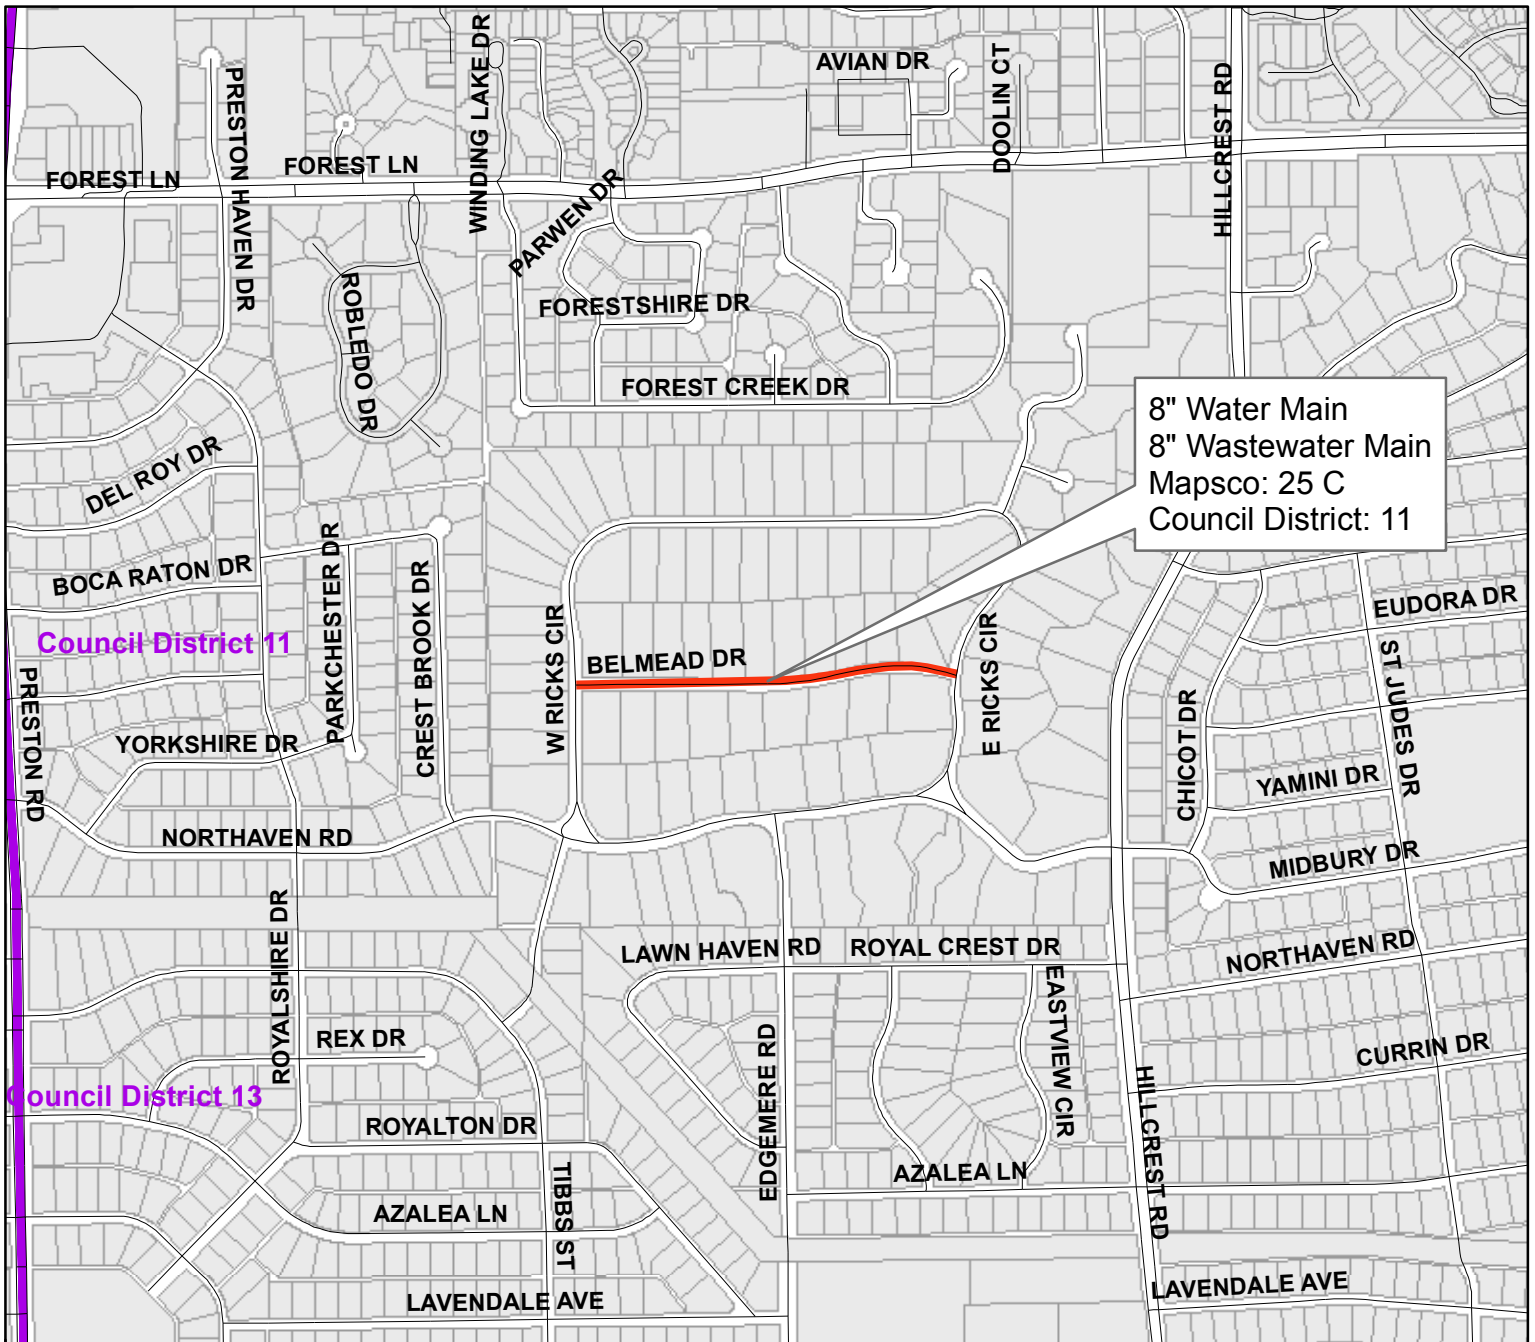 AVIAN DR
DOOLIN CT
HILLCREST RD
WINDING LAKE DR
PRESTON HAVEN DR
FOREST LN
FOREST LN
PARWEN DR
ROBLEDO DR
FORESTSHIRE DR
FOREST CREEK DR
8" Water Main
8" Wastewater Main
Mapsco: 25 C
Council District: 11
DEL ROY DR
BOCA RATON DR
PARKCHESTER DR
CREST BROOK DR
W RICKS CIR
BELMEAD DR
E RICKS CIR
EUDORA DR
ST JUDES DR
CHICOT DR
Council District 11
PRESTON RD
YORKSHIRE DR
YAMINI DR
NORTHAVEN RD
MIDBURY DR
ROYALSHIRE DR
LAWN HAVEN RD
ROYAL CREST DR
NORTHAVEN RD
EASTVIEW CIR
EDGEMERE RD
REX DR
CURRIN DR
Council District 13
HILLCREST RD
ROYALTON DR
AZALEA LN
TIBBS ST
AZALEA LN
LAVENDALE AVE
LAVENDALE AVE